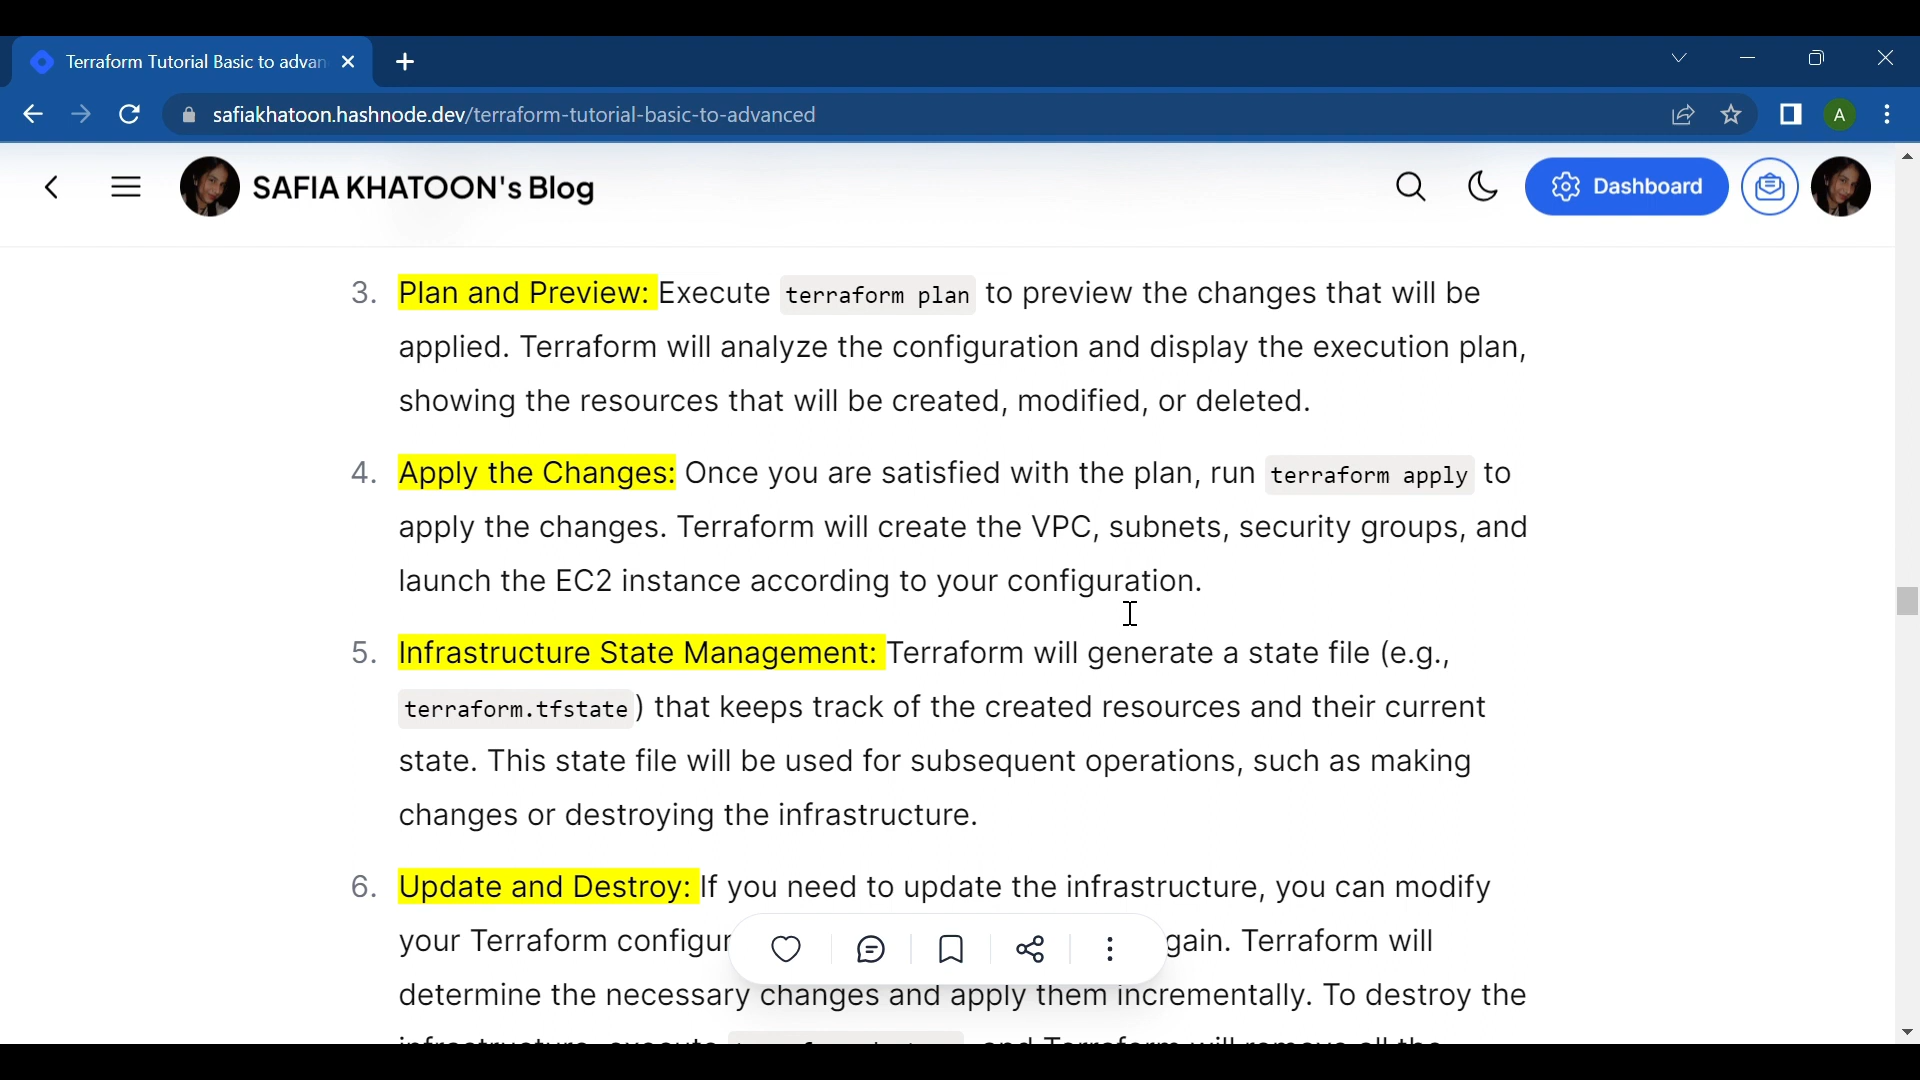 Terraform Tutorial Basic to advan
safiakhatoon.hashnode.dev/terraform-tutorial-basic-to-advanced
A
SAFIA KHATOON's Blog
Dashboard
3. Plan and Preview: Execute terraform plan to preview the changes that will be
applied. Terraform will analyze the configuration and display the execution plan,
showing the resources that will be created, modified, or deleted.
4. Apply the Changes: Once you are satisfied with the plan, run terraform apply to
apply the changes. Terraform will create the VPC, subnets, security groups, and
launch the EC2 instance according to your configuration.
5. Infrastructure State Management: Terraform will generate a state file (e.g.,
terraform.tfstate) that keeps track of the created resources and their current
state. This state file will be used for subsequent operations, such as making
changes or destroying the infrastructure.
6. Update and Destroy: If you need to update the infrastructure, you can modify
your Terraform configur gain. Terraform will
determine the necessary changes and apply them incrementally. To destroy the